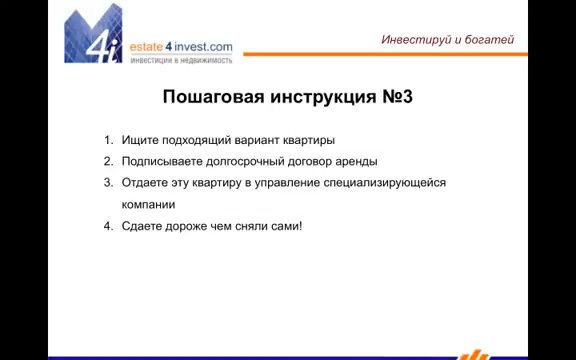 4i
estate4invest.com
инвестиции в недвижимость
Инвестируй и богатей
Пошаговая инструкция №3
1. Ищите подходящий вариант квартиры
2. Подписываете долгосрочный договор аренды
3. Отдаете эту квартиру в управление специализирующейся
компании
4. Сдаете дороже чем сняли сами!